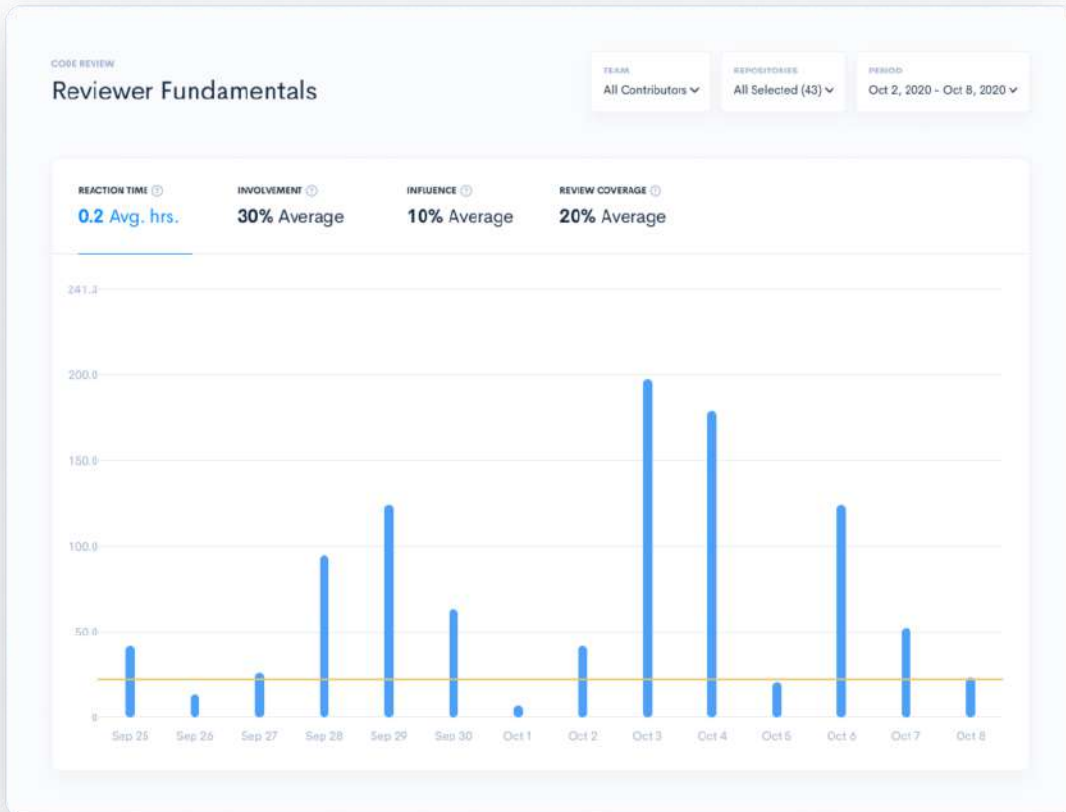 CODE REVIEW
Reviewer Fundamentals
TEAM
All Contributors
REPOSITORIES
All Selected (43)
PERIOD
Oct 2, 2020 - Oct 8, 2020
REACTION TIME ?
0.2 Avg. hrs.
INVOLVEMENT ?
30% Average
INFLUENCE ?
10% Average
REVIEW COVERAGE ?
20% Average
200.0
150.0
100.0
50.0
0
Sep 25 Sep 26 Sep 27 Sep 28 Sep 29 Sep 30 Oct 1 Oct 2 Oct 3 Oct 4 Oct 5 Oct 6 Oct 7 Oct 8